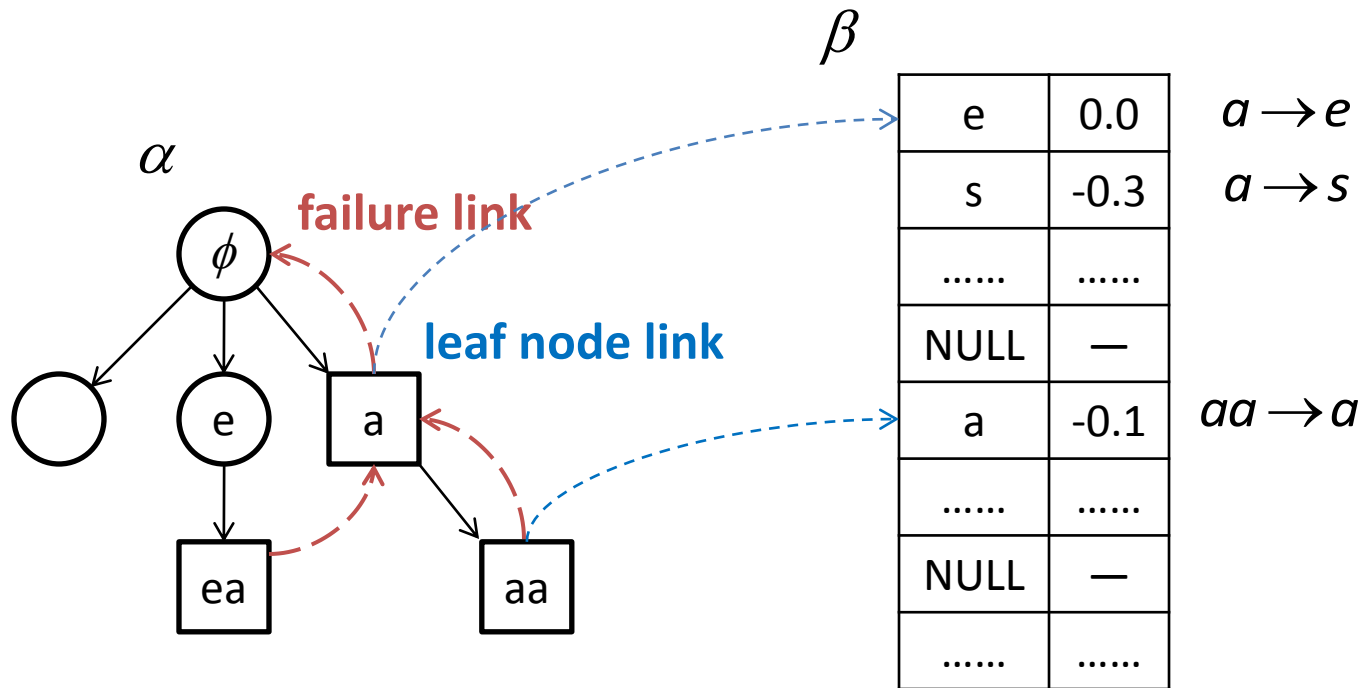 β
e 0.0 a → e
α
s -0.3 a → s
failure link
ϕ
...... ......
leaf node link
NULL —
e
a
a -0.1 aa → a
...... ......
ea
aa
NULL —
...... ......